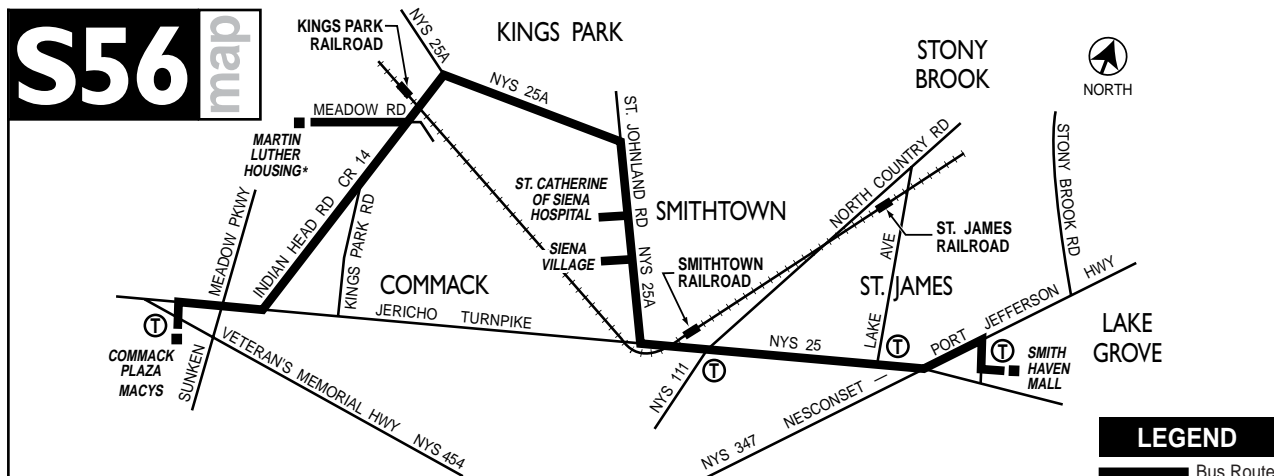 S56
map
KINGS PARK
RAILROAD
NYS 25A
KINGS PARK
STONY
BROOK
NORTH
NYS 25A
MEADOW RD
MARTIN
LUTHER
HOUSING*
ST. JOHNLAND RD
NORTH COUNTRY RD
STONY BROOK RD
INDIAN HEAD RD CR 14
KINGS PARK RD
MEADOW PKWY
ST. CATHERINE
OF SIENA
HOSPITAL
SMITHTOWN
SIENA
VILLAGE
NYS 25A
SMITHTOWN
RAILROAD
LAKE AVE
ST. JAMES
RAILROAD
COMMACK
ST. JAMES
JERICHO TURNPIKE
NYS 25
PORT JEFFERSON HWY
LAKE
GROVE
T
COMMACK
PLAZA
MACYS
SUNKEN
VETERAN'S MEMORIAL HWY NYS 454
NYS 111
T
T
T
SMITH
HAVEN
MALL
NYS 347 NESCONSET —
LEGEND
Bus Route